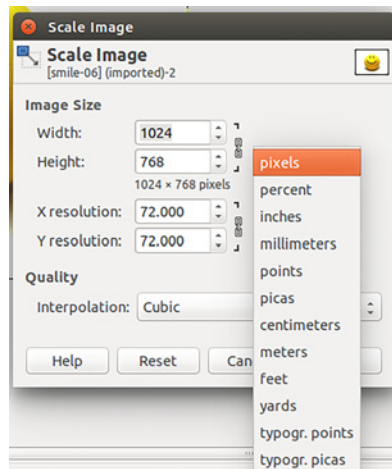 Scale Image
Scale Image
[smile-06] (imported)-2
Image Size
Width: 1024
Height: 768
1024 × 768 pixels
X resolution: 72.000
Y resolution: 72.000
Quality
Interpolation: Cubic
Help Reset Can
pixels
percent
inches
millimeters
points
picas
centimeters
meters
feet
yards
typogr. points
typogr. picas